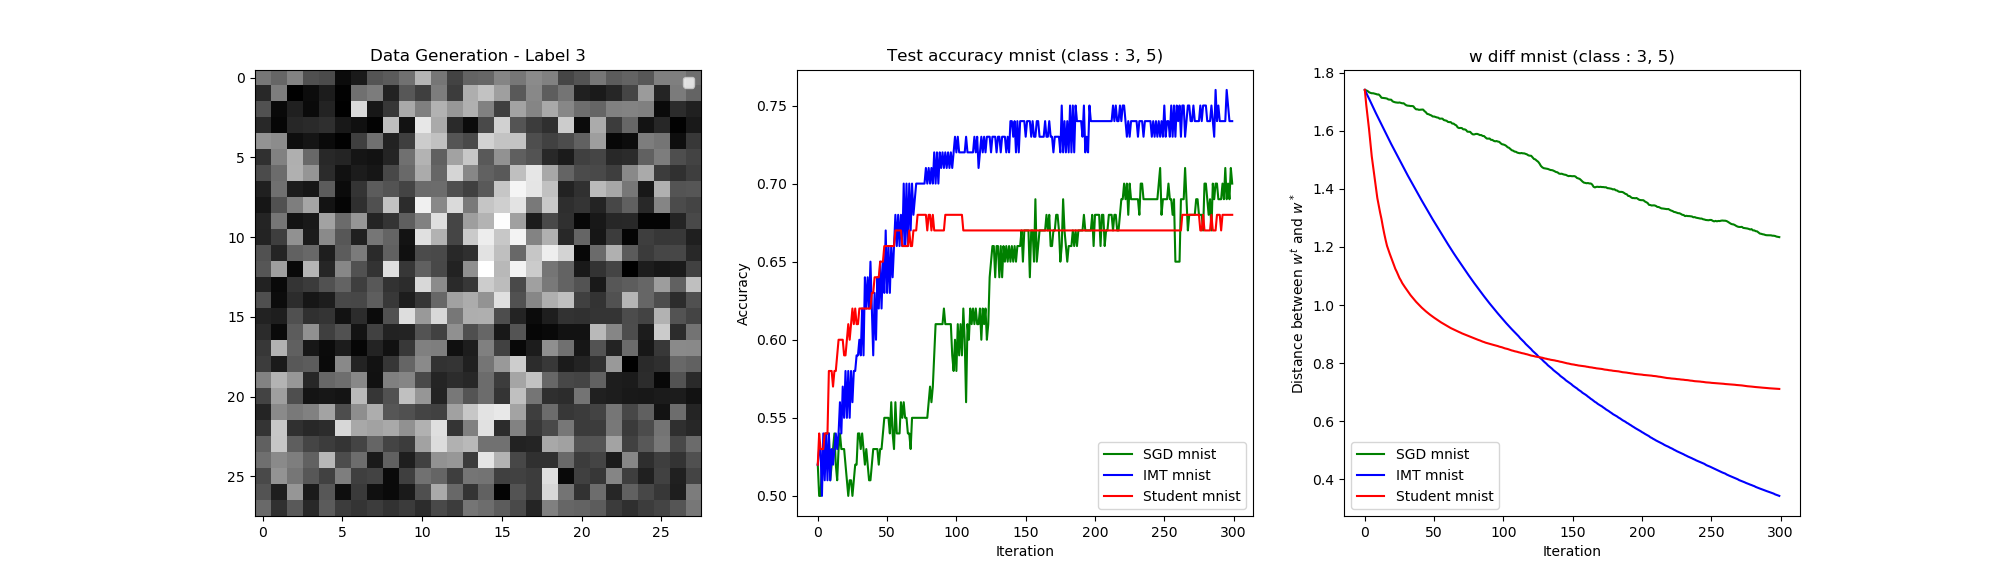 Data Generation - Label 3
0
5
10
15
20
25
0 5 10 15 20 25
Test accuracy mnist (class : 3, 5)
Accuracy
0.75
0.70
0.65
0.60
0.55
0.50
0 50 100 150 200 250 300
Iteration
SGD mnist
IMT mnist
Student mnist
w diff mnist (class : 3, 5)
Distance between w^t and w^*
1.8
1.6
1.4
1.2
1.0
0.8
0.6
0.4
0 50 100 150 200 250 300
Iteration
SGD mnist
IMT mnist
Student mnist